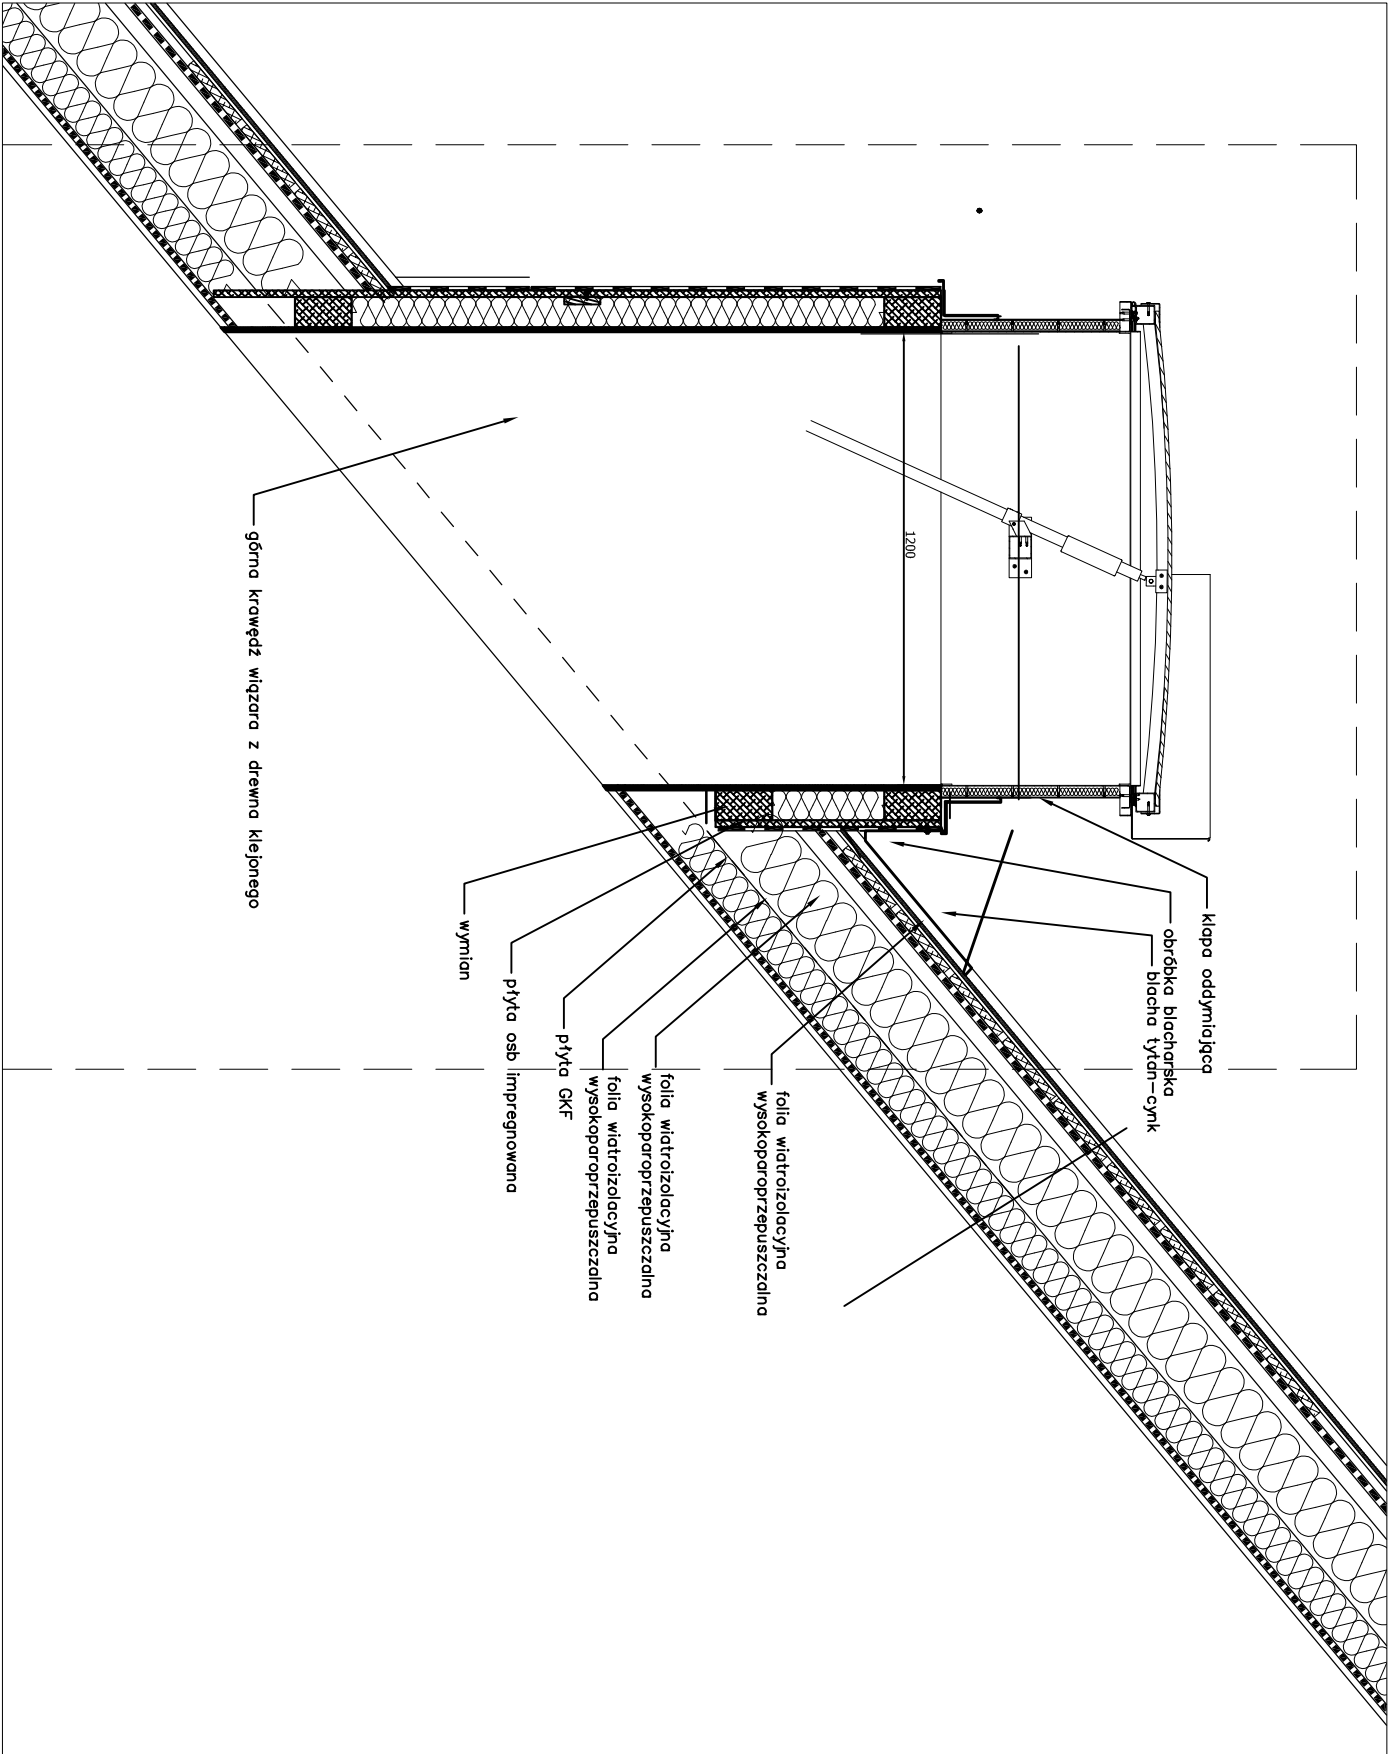 klapa oddymiająca
obróbka blacharska
blacha tytan-cynk
folia wiatroizolacyjna
wysokoparoprzepuszczalna
folia wiatroizolacyjna
wysokoparoprzepuszczalna
folia wiatroizolacyjna
wysokoparoprzepuszczalna
płyta GKF
płyta osb impregnowana
wymian
1200
górna krawędź wiązara z drewna klejonego